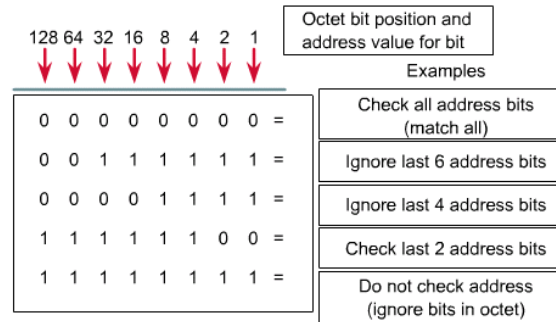 Octet bit position and
address value for bit
128 64 32 16 8 4 2 1
Examples
0 0 0 0 0 0 0 0 =
Check all address bits
(match all)
0 0 1 1 1 1 1 1 =
Ignore last 6 address bits
0 0 0 0 1 1 1 1 =
Ignore last 4 address bits
1 1 1 1 1 1 0 0 =
Check last 2 address bits
1 1 1 1 1 1 1 1 =
Do not check address
(ignore bits in octet)